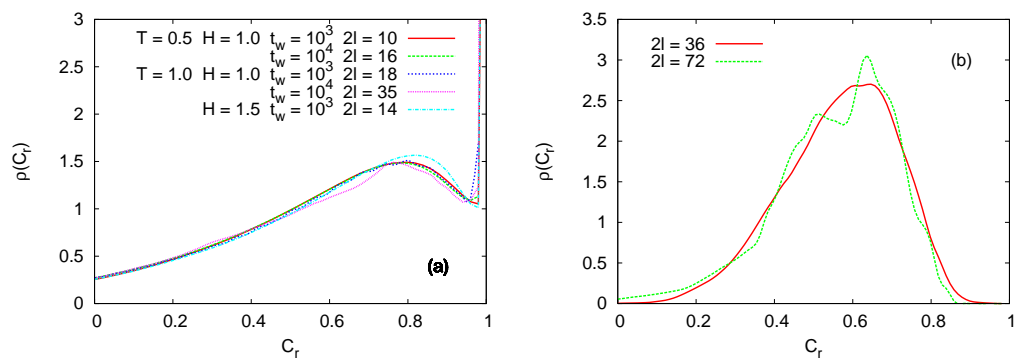 T = 0.5 H = 1.0 t_w = 10^3 2l = 10
t_w = 10^4 2l = 16
T = 1.0 H = 1.0 t_w = 10^3 2l = 18
t_w = 10^4 2l = 35
H = 1.5 t_w = 10^3 2l = 14
3
2.5
2
1.5
1
0.5
0
ρ(C_r)
0 0.2 0.4 0.6 0.8 1
C_r
(a)
2l = 36
2l = 72
(b)
3.5
3
2.5
2
1.5
1
0.5
0
ρ(C_r)
0 0.2 0.4 0.6 0.8 1
C_r